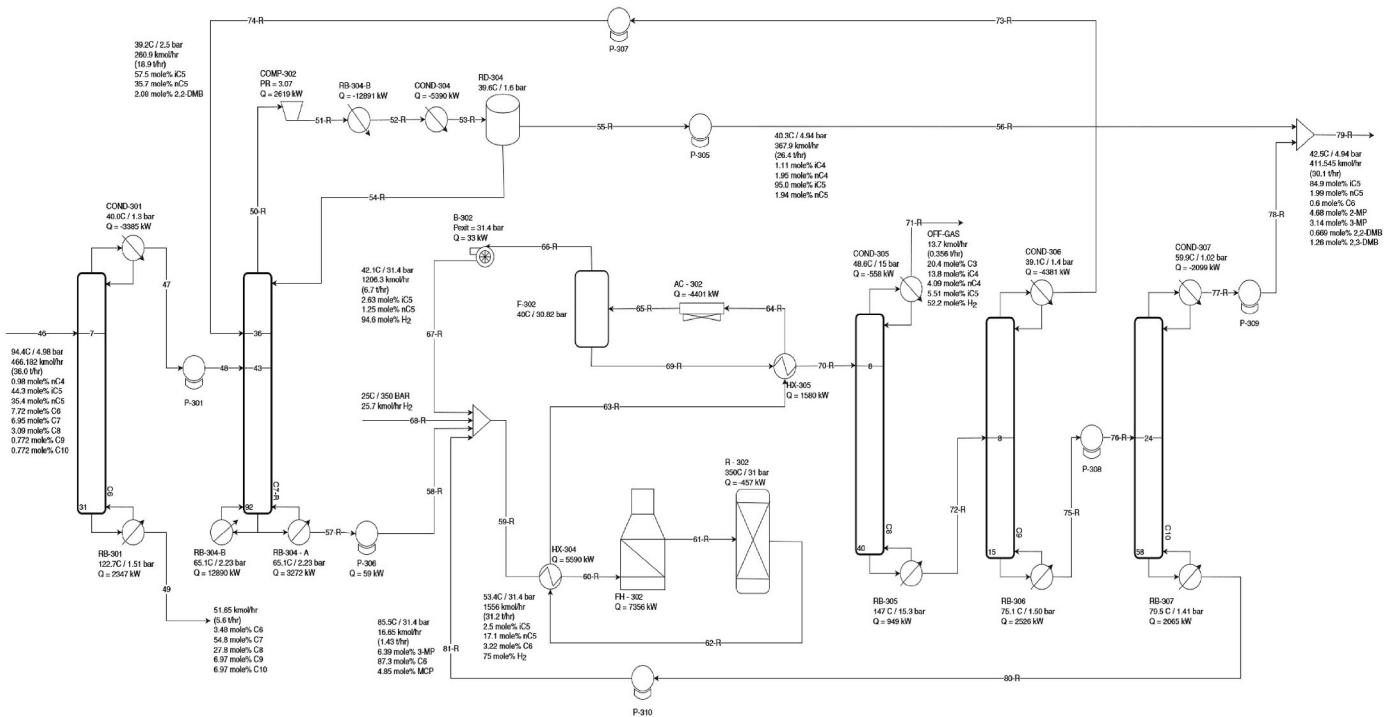 74-R
73-R
P-307
39.2C / 2.5 bar
260.9 kmol/hr
(18.9 t/hr)
57.5 mole% iC5
35.7 mole% nC5
2.08 mole% 2,2-DMB
COMP-302
PR = 3.07
Q = 2619 kW
RB-304-B
Q = -12891 kW
COND-304
Q = -5390 kW
RD-304
39.6C / 1.6 bar
51-R
52-R
53-R
55-R
P-305
56-R
40.3C / 4.94 bar
367.9 kmol/hr
(26.4 t/hr)
1.11 mole% iC4
1.95 mole% nC4
95.0 mole% iC5
1.94 mole% nC5
79-R
42.5C / 4.94 bar
411.545 kmol/hr
(30.1 t/hr)
84.9 mole% iC5
1.99 mole% nC5
0.6 mole% C6
4.68 mole% 2-MP
3.14 mole% 3-MP
0.669 mole% 2,2-DMB
1.26 mole% 2,3-DMB
50-R
54-R
78-R
COND-301
40.0C / 1.3 bar
Q = -3385 kW
47
46
7
94.4C / 4.98 bar
466.182 kmol/hr
(36.0 t/hr)
0.98 mole% nC4
44.3 mole% iC5
35.4 mole% nC5
7.72 mole% C6
6.95 mole% C7
3.09 mole% C8
0.772 mole% C9
0.772 mole% C10
31
C6
P-301
48
36
43
92
C7-R
RB-301
122.7C / 1.51 bar
Q = 2347 kW
49
51.65 kmol/hr
(5.6 t/hr)
3.48 mole% C6
54.8 mole% C7
27.8 mole% C8
6.97 mole% C9
6.97 mole% C10
RB-304-B
65.1C / 2.23 bar
Q = 12890 kW
RB-304 - A
65.1C / 2.23 bar
Q = 3272 kW
57-R
P-306
Q = 59 kW
58-R
B-302
Pexit = 31.4 bar
Q = 33 kW
66-R
42.1C / 31.4 bar
1206.3 kmol/hr
(6.7 t/hr)
2.63 mole% iC5
1.25 mole% nC5
94.6 mole% H2
67-R
25C / 350 BAR
25.7 kmol/hr H2
68-R
F-302
40C / 30.82 bar
65-R
AC - 302
Q = -4401 kW
64-R
69-R
HX-305
Q = 1580 kW
70-R
63-R
59-R
HX-304
Q = 5590 kW
60-R
53.4C / 31.4 bar
1556 kmol/hr
(31.2 t/hr)
2.5 mole% iC5
17.1 mole% nC5
3.22 mole% C6
75 mole% H2
FH - 302
Q = 7356 kW
61-R
R - 302
350C / 31 bar
Q = -457 kW
62-R
85.5C / 31.4 bar
16.65 kmol/hr
(1.43 t/hr)
6.39 mole% 3-MP
87.3 mole% C6
4.85 mole% MCP
81-R
P-310
80-R
71-R
OFF-GAS
13.7 kmol/hr
(0.356 t/hr)
20.4 mole% C3
13.8 mole% iC4
4.09 mole% nC4
5.51 mole% iC5
52.2 mole% H2
COND-305
48.6C / 15 bar
Q = -558 kW
8
40
C8
RB-305
147 C / 15.3 bar
Q = 949 kW
72-R
COND-306
39.1C / 1.4 bar
Q = -4381 kW
8
15
C9
RB-306
75.1 C / 1.50 bar
Q = 2526 kW
75-R
P-308
76-R
COND-307
59.9C / 1.02 bar
Q = -2099 kW
77-R
P-309
24
58
C10
RB-307
79.5 C / 1.41 bar
Q = 2065 kW